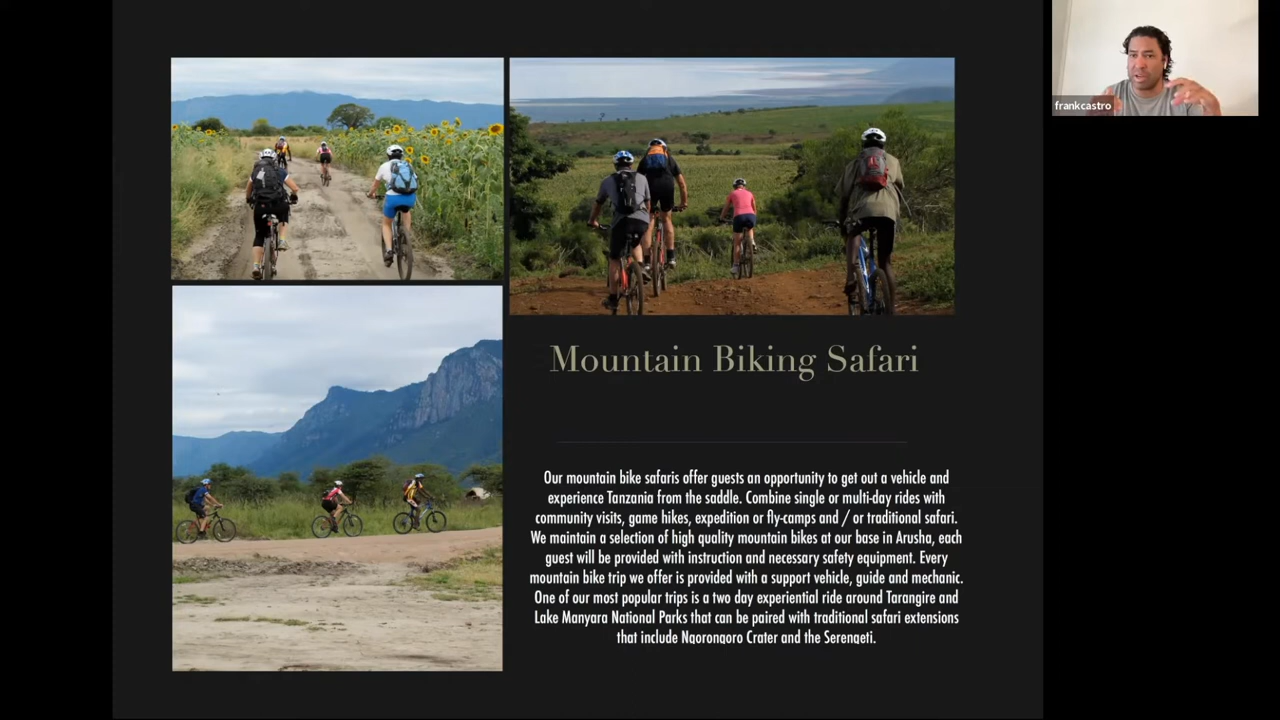 frankcastro
Mountain Biking Safari
Our mountain bike safaris offer guests an opportunity to get out a vehicle and
experience Tanzania from the saddle. Combine single or multi-day rides with
community visits, game hikes, expedition or fly-camps and / or traditional safari.
We maintain a selection of high quality mountain bikes at our base in Arusha, each
guest will be provided with instruction and necessary safety equipment. Every
mountain bike trip we offer is provided with a support vehicle, guide and mechanic.
One of our most popular trips is a two day experiential ride around Tarangire and
Lake Manyara National Parks that can be paired with traditional safari extensions
that include Ngorongoro Crater and the Serengeti.